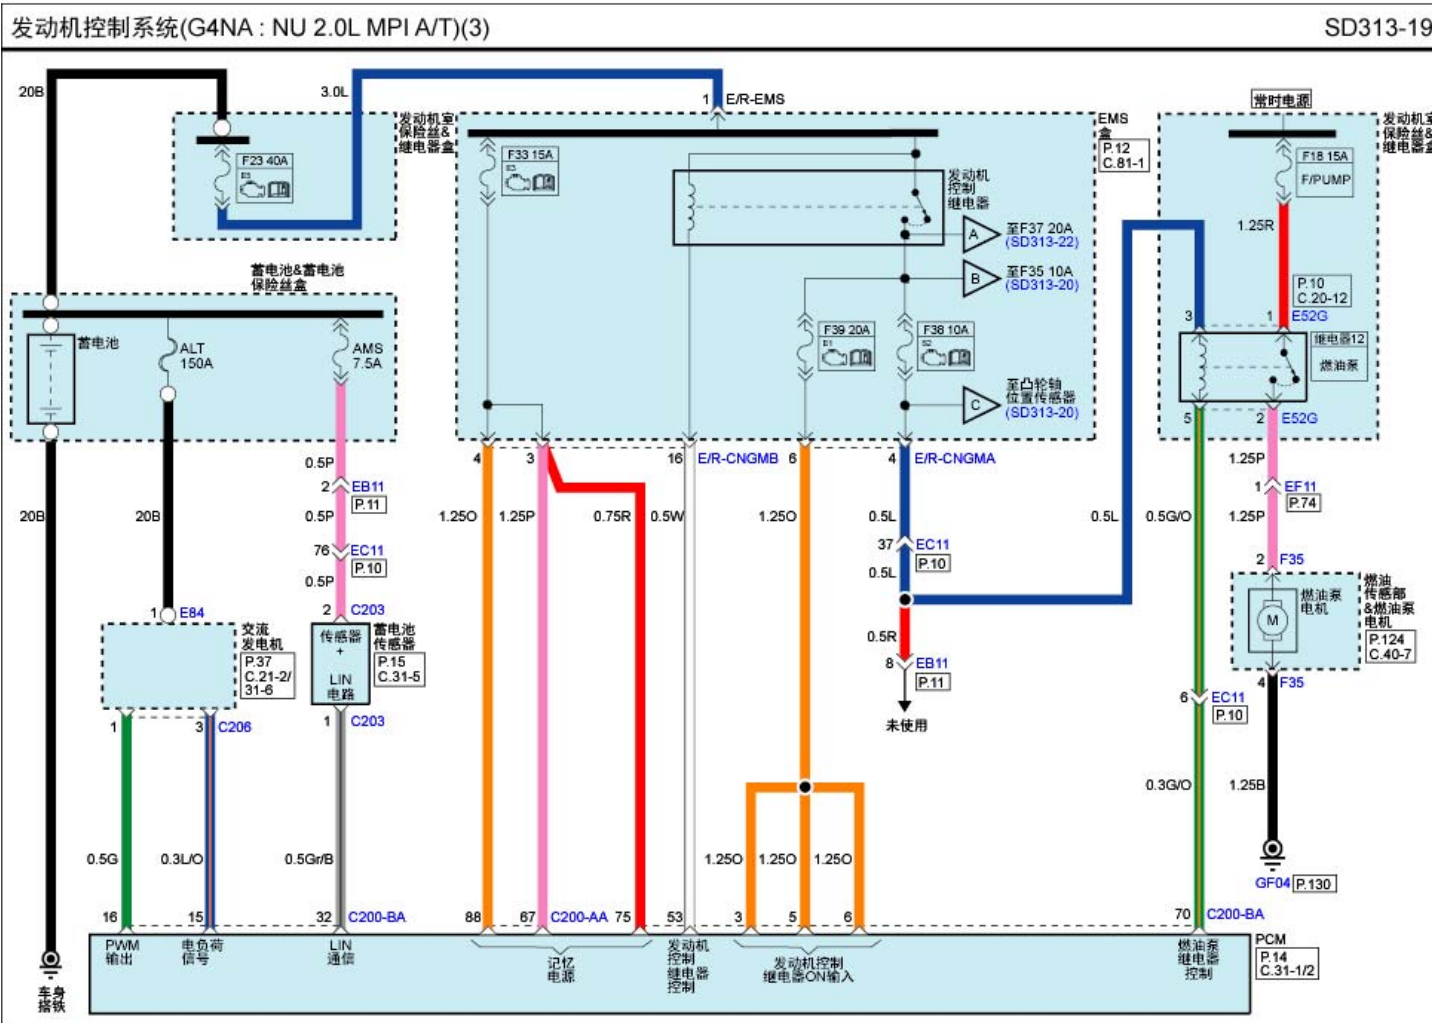 发动机控制系统(G4NA : NU 2.0L MPI A/T)(3)
SD313-19
20B
3.0L
1
E/R-EMS
常时电源
发动机室
保险丝&
继电器盒
F23 40A
E3
F33 15A
E3
发动机
控制
继电器
EMS
盒
P.12
C.81-1
发动机室
保险丝&
继电器盒
F18 15A
F/PUMP
1.25R
A
至F37 20A
(SD313-22)
B
至F35 10A
(SD313-20)
P.10
C.20-12
蓄电池&蓄电池
保险丝盒
蓄电池
ALT
150A
AMS
7.5A
F39 20A
E1
F38 10A
S2
C
至凸轮轴
位置传感器
(SD313-20)
3
1
E52G
继电器12
燃油泵
5
2
E52G
4
3
16
E/R-CNGMB
6
4
E/R-CNGMA
0.5P
2
EB11
P.11
1.25P
1
EF11
P.74
20B
20B
0.5P
1.25O
1.25P
0.75R
0.5W
1.25O
0.5L
0.5L
0.5G/O
1.25P
76
EC11
P.10
37
EC11
P.10
0.5P
0.5L
2
F35
1
E84
2
C203
交流
发电机
P.37
C.21-2/
31-6
传感器
+
LIN
电路
蓄电池
传感器
P.15
C.31-5
0.5R
8
EB11
P.11
未使用
燃油泵
电机
M
燃油
传感部
&燃油泵
电机
P.124
C.40-7
4
F35
1
3
C206
1
C203
6
EC11
P.10
0.3G/O
1.25B
0.5G
0.3L/O
0.5Gr/B
1.25O
1.25O
1.25O
GF04
P.130
16
15
32
C200-BA
88
67
C200-AA
75
53
3
5
6
70
C200-BA
PWM
输出
电负荷
信号
LIN
通信
记忆
电源
发动机
控制
继电器
控制
发动机控制
继电器ON输入
燃油泵
继电器
控制
PCM
P.14
C.31-1/2
车身
搭铁